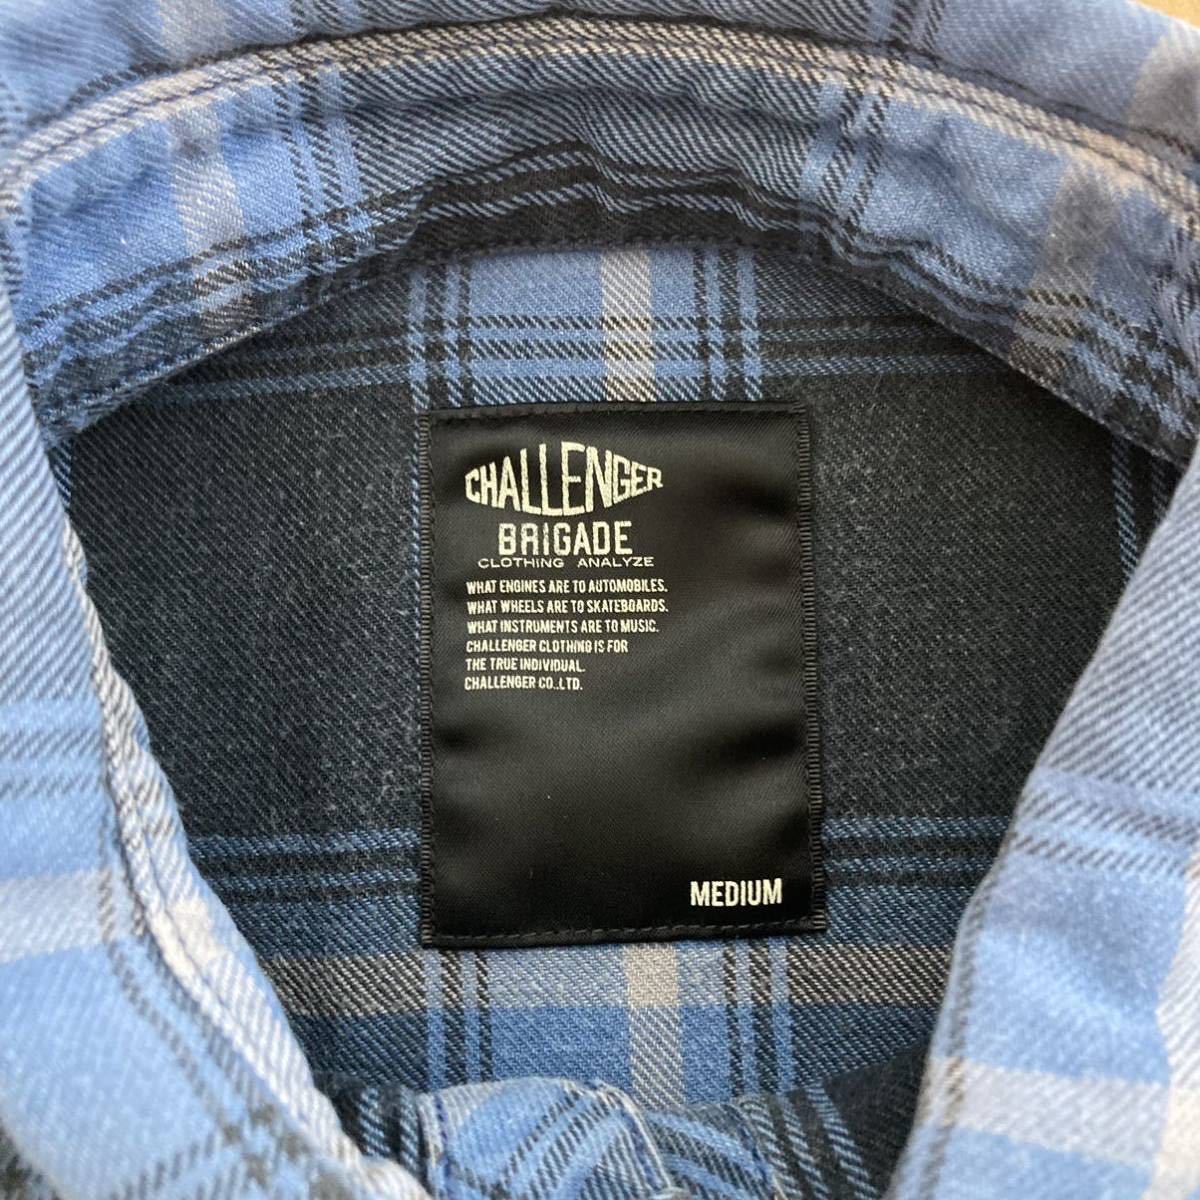 CHALLENGER
BRIGADE
CLOTHING ANALYZE
WHAT ENGINES ARE TO AUTOMOBILES.
WHAT WHEELS ARE TO SKATEBOARDS.
WHAT INSTRUMENTS ARE TO MUSIC.
CHALLENGER CLOTHING IS FOR
THE TRUE INDIVIDUAL.
CHALLENGER CO.,LTD.
MEDIUM